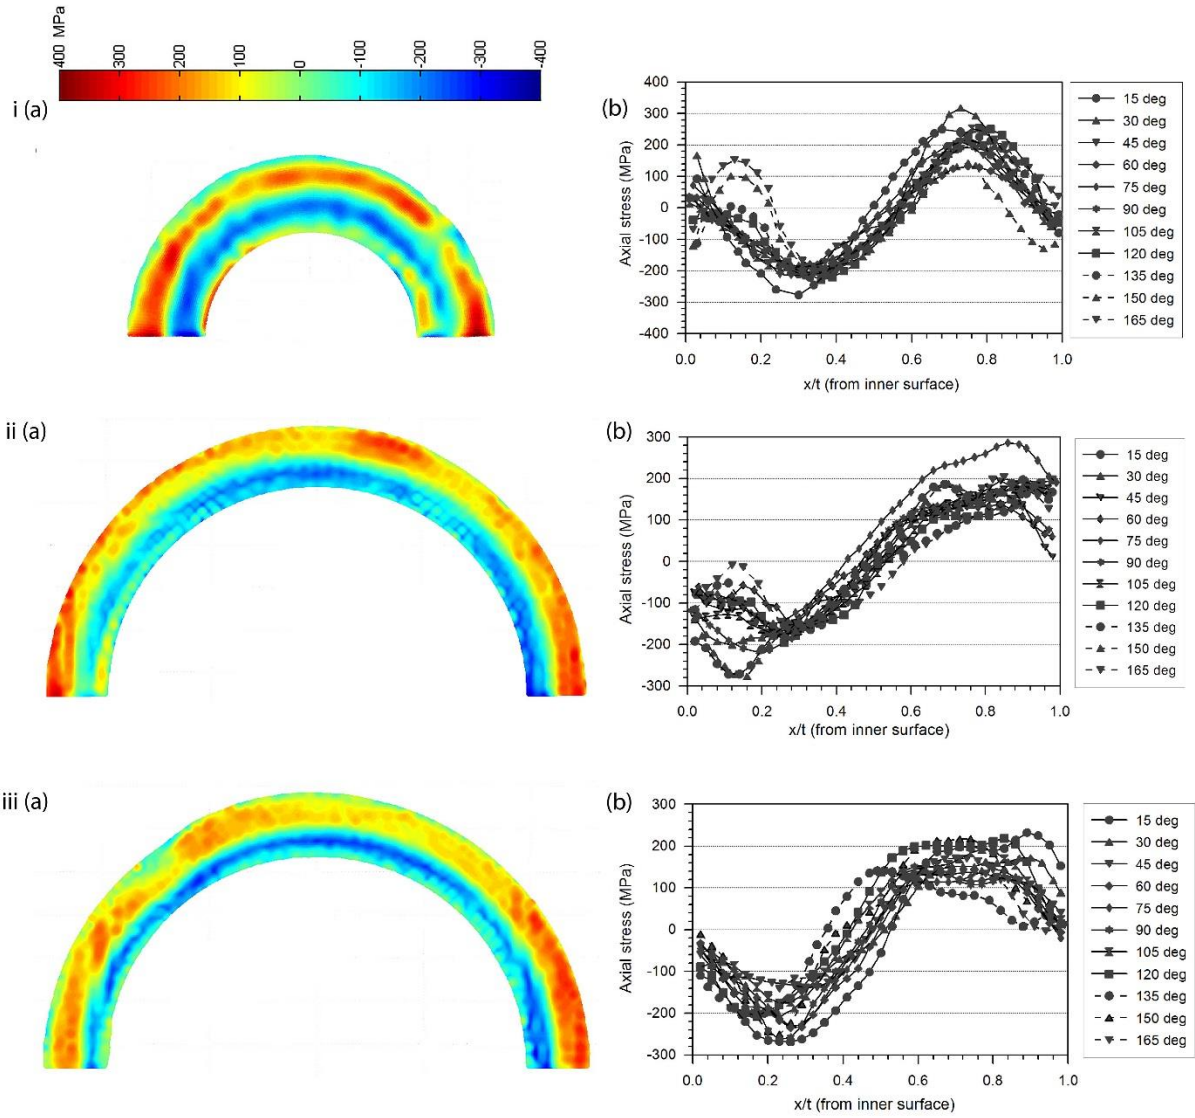 400 MPa
300
200
100
0
-100
-200
-300
-400
i (a)
(b)
400
300
200
100
0
-100
-200
-300
-400
Axial stress (MPa)
0.0 0.2 0.4 0.6 0.8 1.0
x/t (from inner surface)
15 deg
30 deg
45 deg
60 deg
75 deg
90 deg
105 deg
120 deg
135 deg
150 deg
165 deg
ii (a)
(b)
300
200
100
0
-100
-200
-300
Axial stress (MPa)
0.0 0.2 0.4 0.6 0.8 1.0
x/t (from inner surface)
15 deg
30 deg
45 deg
60 deg
75 deg
90 deg
105 deg
120 deg
135 deg
150 deg
165 deg
iii (a)
(b)
300
200
100
0
-100
-200
-300
Axial stress (MPa)
0.0 0.2 0.4 0.6 0.8 1.0
x/t (from inner surface)
15 deg
30 deg
45 deg
60 deg
75 deg
90 deg
105 deg
120 deg
135 deg
150 deg
165 deg